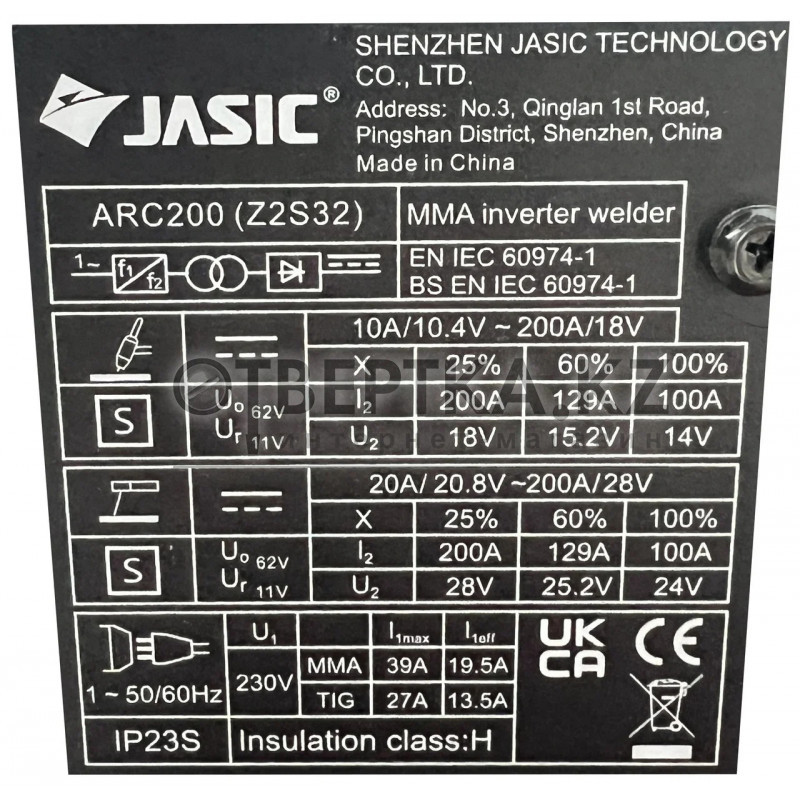 SHENZHEN JASIC TECHNOLOGY
CO., LTD.
JASIC®
Address: No.3, Qinglan 1st Road,
Pingshan District, Shenzhen, China
Made in China
ARC200 (Z2S32) MMA inverter welder
1~ f1 f2 EN IEC 60974-1
BS EN IEC 60974-1
10A/10.4V ~ 200A/18V
X 25% 60% 100%
S Uo 62V I2 200A 129A 100A
Ur 11V U2 18V 15.2V 14V
ОТВЕРТКА.KZ
интернет магазин
20A/ 20.8V ~200A/28V
X 25% 60% 100%
S Uo 62V I2 200A 129A 100A
Ur 11V U2 28V 25.2V 24V
U1 I1max I1eff
230V MMA 39A 19.5A
1 ~ 50/60Hz TIG 27A 13.5A
UK
CA
CE
IP23S Insulation class:H